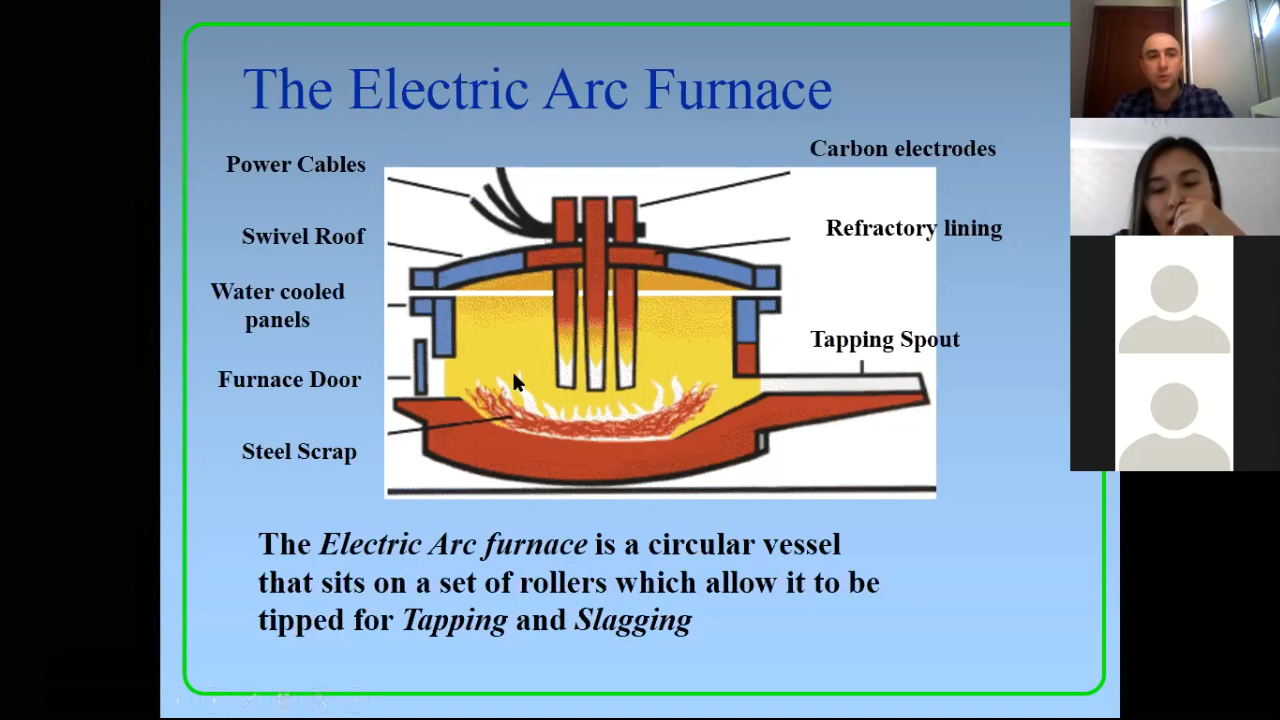 The Electric Arc Furnace
Power Cables
Carbon electrodes
Swivel Roof
Refractory lining
Water cooled
panels
Tapping Spout
Furnace Door
Steel Scrap
The Electric Arc furnace is a circular vessel
that sits on a set of rollers which allow it to be
tipped for Tapping and Slagging